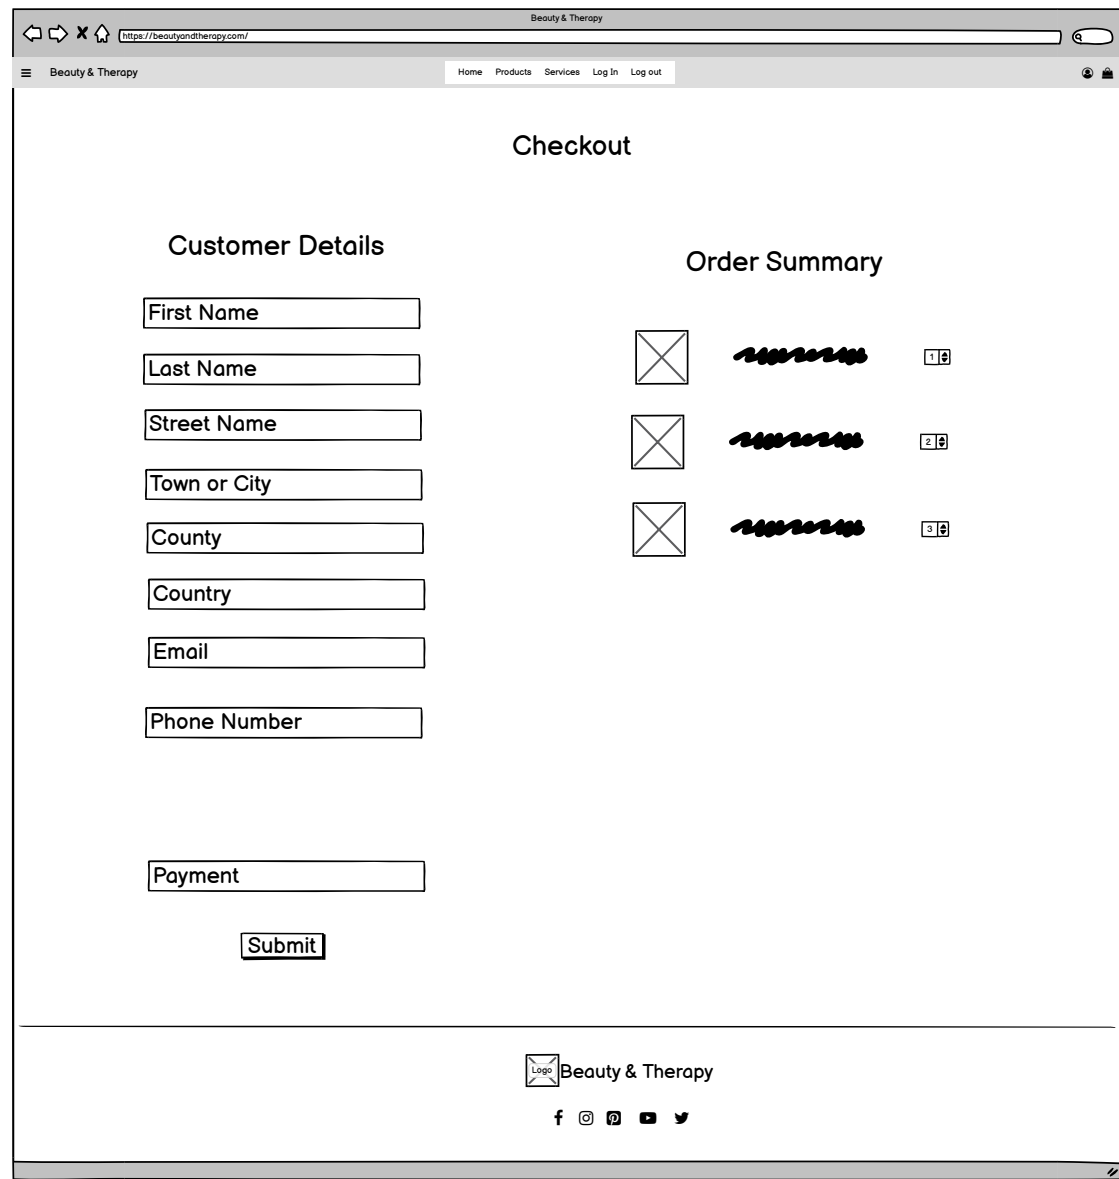 Beauty & Therapy
https://beautyandtherapy.com/
Beauty & Therapy Home Products Services Log In Log out
Checkout
Customer Details
First Name
Last Name
Street Name
Town or City
County
Country
Email
Phone Number
Payment
Submit
Order Summary
1
2
3
Logo Beauty & Therapy